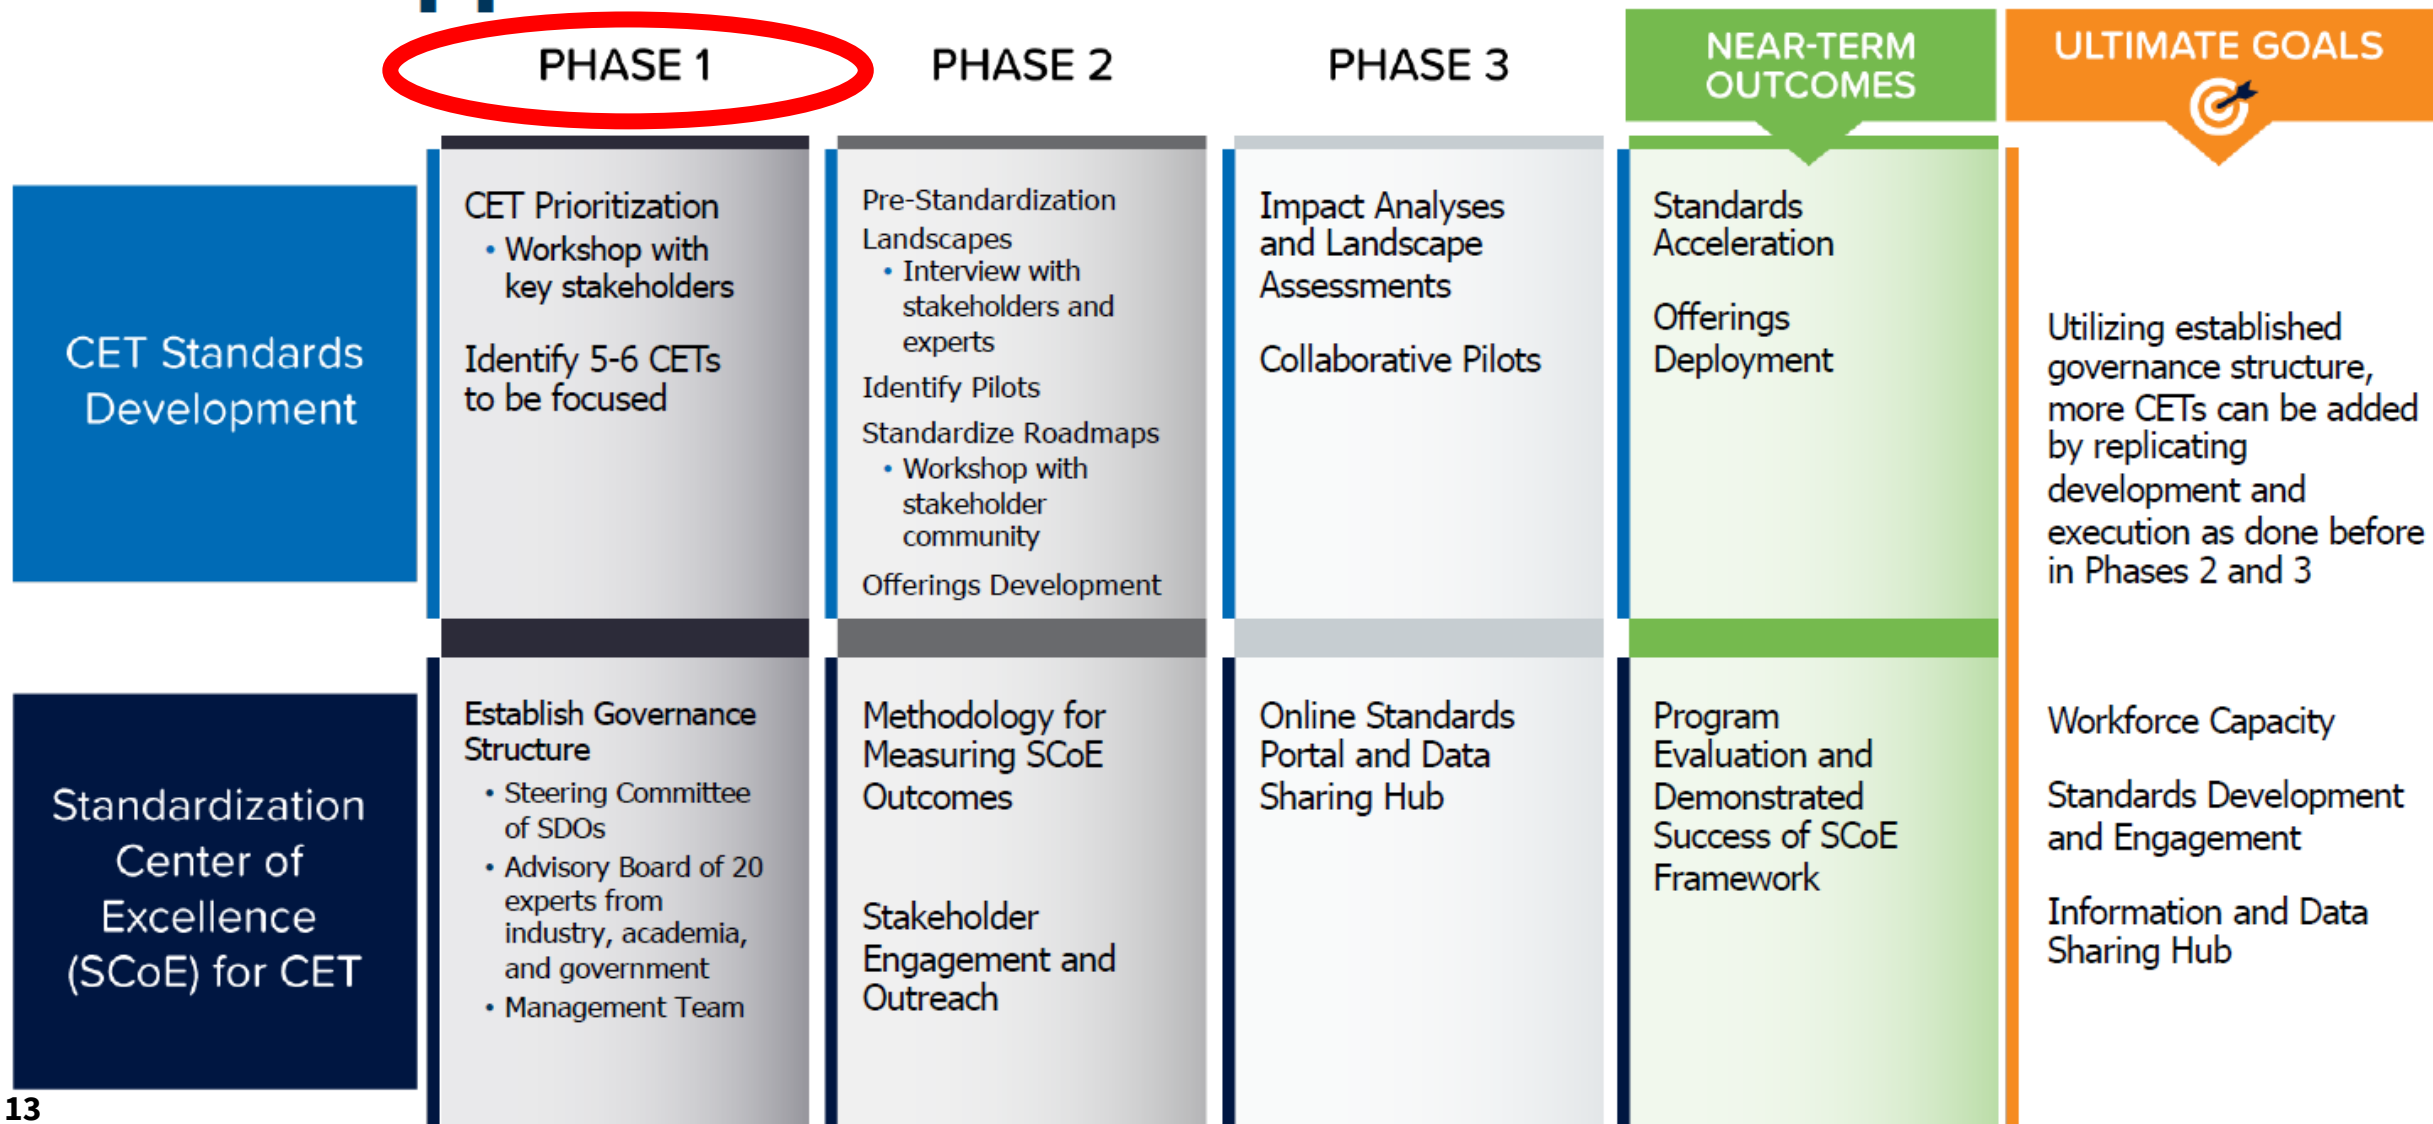 PHASE 1
PHASE 2
PHASE 3
NEAR-TERM
OUTCOMES
ULTIMATE GOALS
CET Standards
Development
CET Prioritization
• Workshop with
key stakeholders
Identify 5-6 CETs
to be focused
Pre-Standardization
Landscapes
• Interview with
stakeholders and
experts
Identify Pilots
Standardize Roadmaps
• Workshop with
stakeholder
community
Offerings Development
Impact Analyses
and Landscape
Assessments
Collaborative Pilots
Standards
Acceleration
Offerings
Deployment
Utilizing established
governance structure,
more CETs can be added
by replicating
development and
execution as done before
in Phases 2 and 3
Standardization
Center of
Excellence
(SCoE) for CET
Establish Governance
Structure
• Steering Committee
of SDOs
• Advisory Board of 20
experts from
industry, academia,
and government
• Management Team
Methodology for
Measuring SCoE
Outcomes
Stakeholder
Engagement and
Outreach
Online Standards
Portal and Data
Sharing Hub
Program
Evaluation and
Demonstrated
Success of SCoE
Framework
Workforce Capacity
Standards Development
and Engagement
Information and Data
Sharing Hub
13